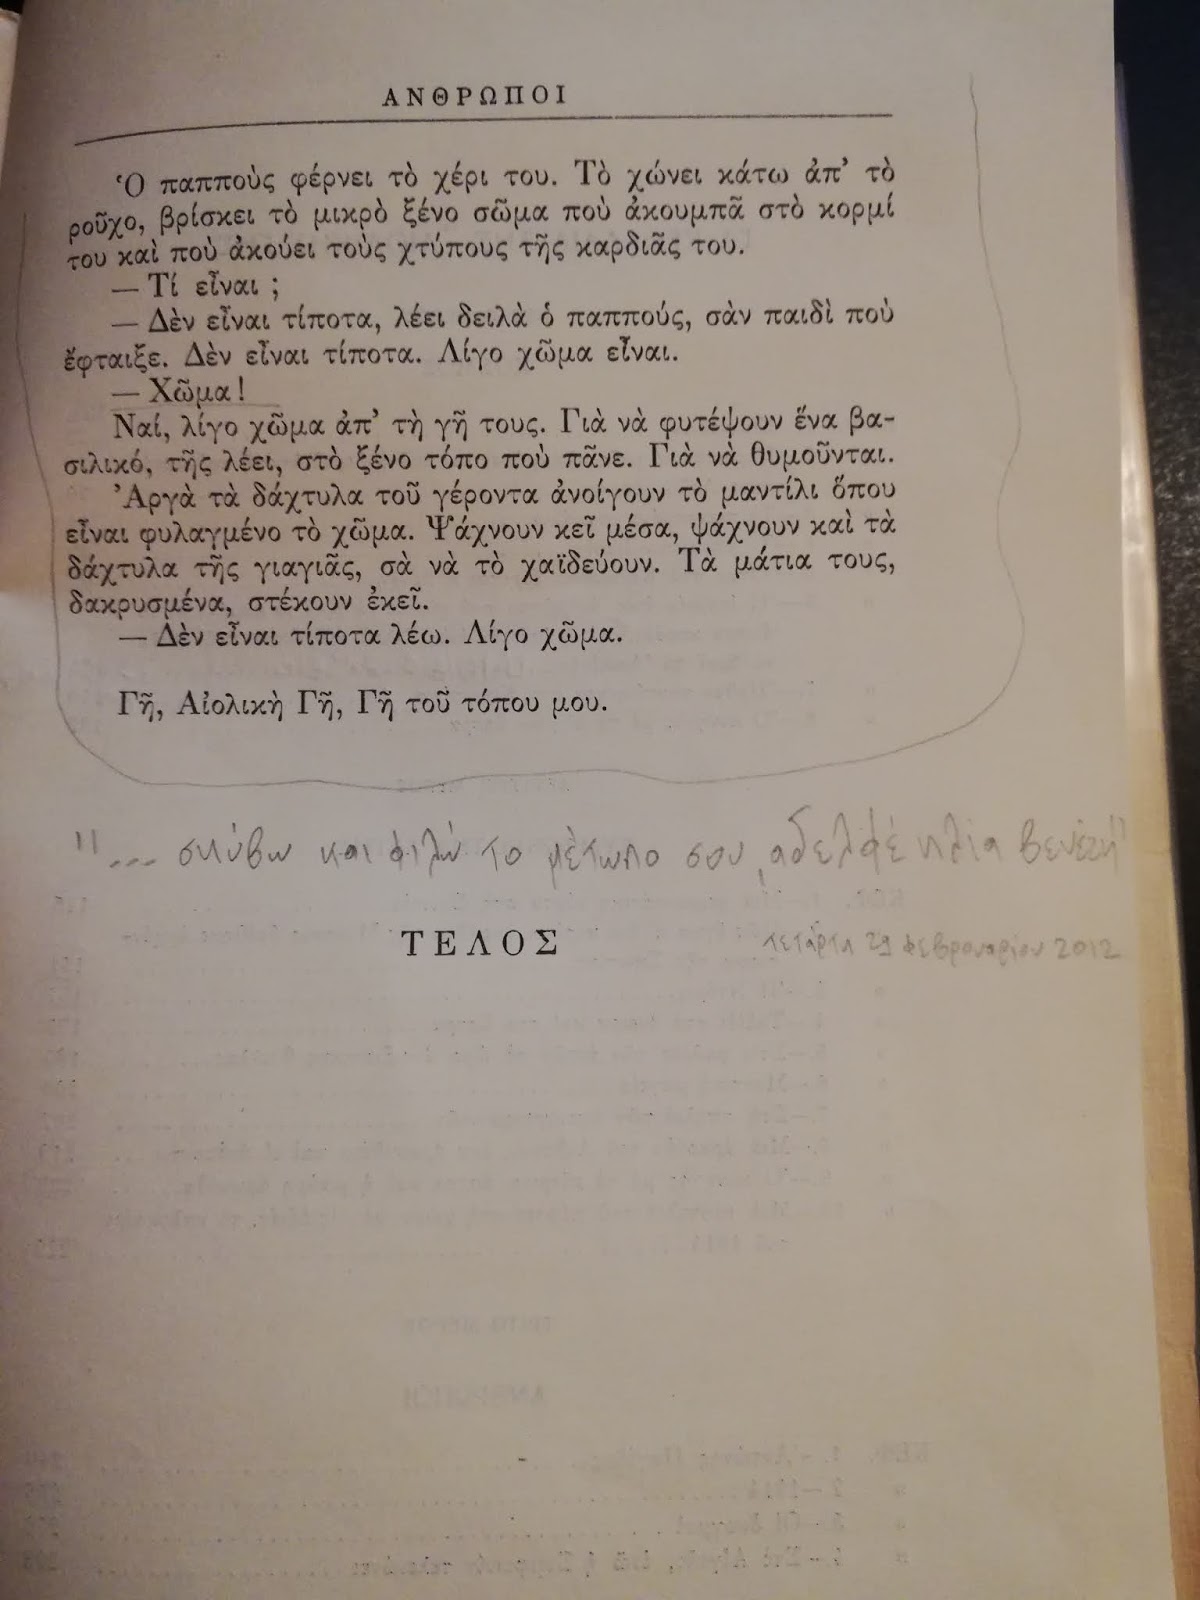 ΑΝΘΡΩΠΟΙ
Ὁ παπποὺς φέρνει τὸ χέρι του. Τὸ χώνει κάτω ἀπ' τὸ
ροῦχο, βρίσκει τὸ μικρὸ ξένο σῶμα ποὺ ἀκουμπᾶ στὸ κορμί
του καὶ ποὺ ἀκούει τοὺς χτύπους τῆς καρδιᾶς του.
— Τί εἶναι ;
— Δὲν εἶναι τίποτα, λέει δειλὰ ὁ παππούς, σὰν παιδὶ ποὺ
ἔφταιξε. Δὲν εἶναι τίποτα. Λίγο χῶμα εἶναι.
— Χῶμα !
Ναί, λίγο χῶμα ἀπ' τὴ γῆ τους. Γιὰ νὰ φυτέψουν ἕνα βα-
σιλικό, τῆς λέει, στὸ ξένο τόπο ποὺ πᾶνε. Γιὰ νὰ θυμοῦνται.
Ἀργὰ τὰ δάχτυλα τοῦ γέροντα ἀνοίγουν τὸ μαντίλι ὅπου
εἶναι φυλαγμένο τὸ χῶμα. Ψάχνουν κεῖ μέσα, ψάχνουν καὶ τὰ
δάχτυλα τῆς γιαγιᾶς, σὰ νὰ τὸ χαϊδεύουν. Τὰ μάτια τους,
δακρυσμένα, στέκουν ἐκεῖ.
— Δὲν εἶναι τίποτα λέω. Λίγο χῶμα.
Γῆ, Αἰολικὴ Γῆ, Γῆ τοῦ τόπου μου.
"... σκύβω και φιλώ το μέτωπο σου, αδελφέ ηλία βενέζη"
ΤΕΛΟΣ
τετάρτη 29 φεβρουαρίου 2012